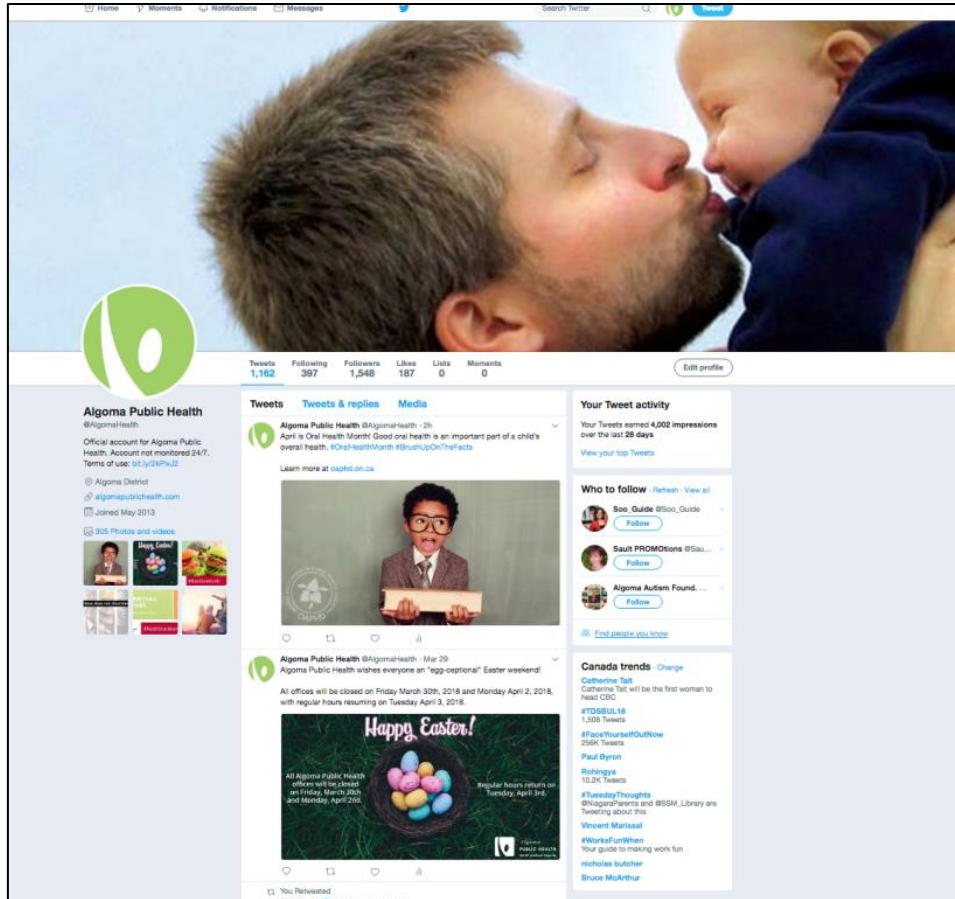 Home Moments Notifications Messages Search Twitter Tweet
Tweets Following Followers Likes Lists Moments
1,162 397 1,548 187 0 0
Edit profile
Algoma Public Health
@AlgomaHealth
Official account for Algoma Public
Health. Account not monitored 24/7.
Terms of use:
Algoma District
algomapublichealth.com
Joined May 2013
305 Photos and videos
Happy Easter!
Tweets Tweets & replies Media
Algoma Public Health @AlgomaHealth · 2h
April is Oral Health Month! Good oral health is an important part of a child's
overall health. #OralHealthMonth #BrushUpOnTheFacts
Learn more at oaphd.on.ca
OAPHD
Algoma Public Health @AlgomaHealth · Mar 29
Algoma Public Health wishes everyone an "egg-ceptional" Easter weekend!
All offices will be closed on Friday March 30th, 2018 and Monday April 2, 2018,
with regular hours resuming on Tuesday April 3, 2018.
Happy Easter!
All Algoma Public Health
offices will be closed
on Friday, March 30th
and Monday, April 2nd.
Regular hours return on
Tuesday, April 3rd.
Algoma
PUBLIC HEALTH
You Retweeted
Your Tweet activity
Your Tweets earned 4,002 impressions
over the last 28 days
View your top Tweets
Who to follow · Refresh · View all
Soo_Guide @Soo_Guide
Follow
Sault PROMOtions @Sau...
Follow
Algoma Autism Found. ...
Follow
Find people you know
Canada trends · Change
Catherine Tait
Catherine Tait will be the first woman to
head CBC
#TDSBUL18
1,508 Tweets
#FaceYourselfOutNow
256K Tweets
Paul Byron
Rohingya
10.2K Tweets
#TuesdayThoughts
@NiagaraParents and @SSM_Library are
Tweeting about this
Vincent Marissal
#WorksFunWhen
Your guide to making work fun
nicholas butcher
Bruce McArthur